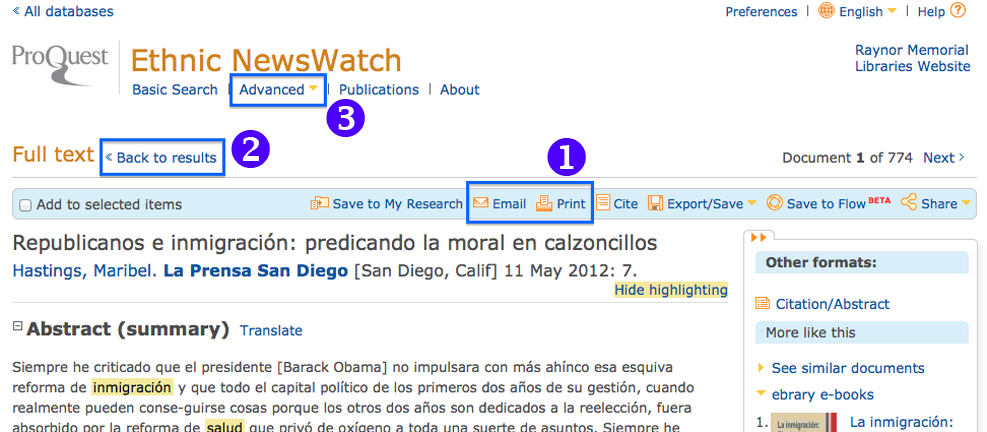 « All databases
Preferences | English | Help ?
ProQuest
Ethnic NewsWatch
Raynor Memorial
Libraries Website
Basic Search | Advanced | Publications | About
3
Full text « Back to results 2
1
Document 1 of 774 Next >
Add to selected items Save to My Research Email Print Cite Export/Save Save to Flow BETA Share
Republicanos e inmigración: predicando la moral en calzoncillos
Hastings, Maribel. La Prensa San Diego [San Diego, Calif] 11 May 2012: 7.
Hide highlighting
Abstract (summary) Translate
Siempre he criticado que el presidente [Barack Obama] no impulsara con más ahínco esa esquiva
reforma de inmigración y que todo el capital político de los primeros dos años de su gestión, cuando
realmente pueden conse-guirse cosas porque los otros dos años son dedicados a la reelección, fuera
absorbido por la reforma de salud que privó de oxígeno a toda una suerte de asuntos. Siempre he
Other formats:
Citation/Abstract
More like this
See similar documents
ebrary e-books
1. La inmigración: La inmigración: